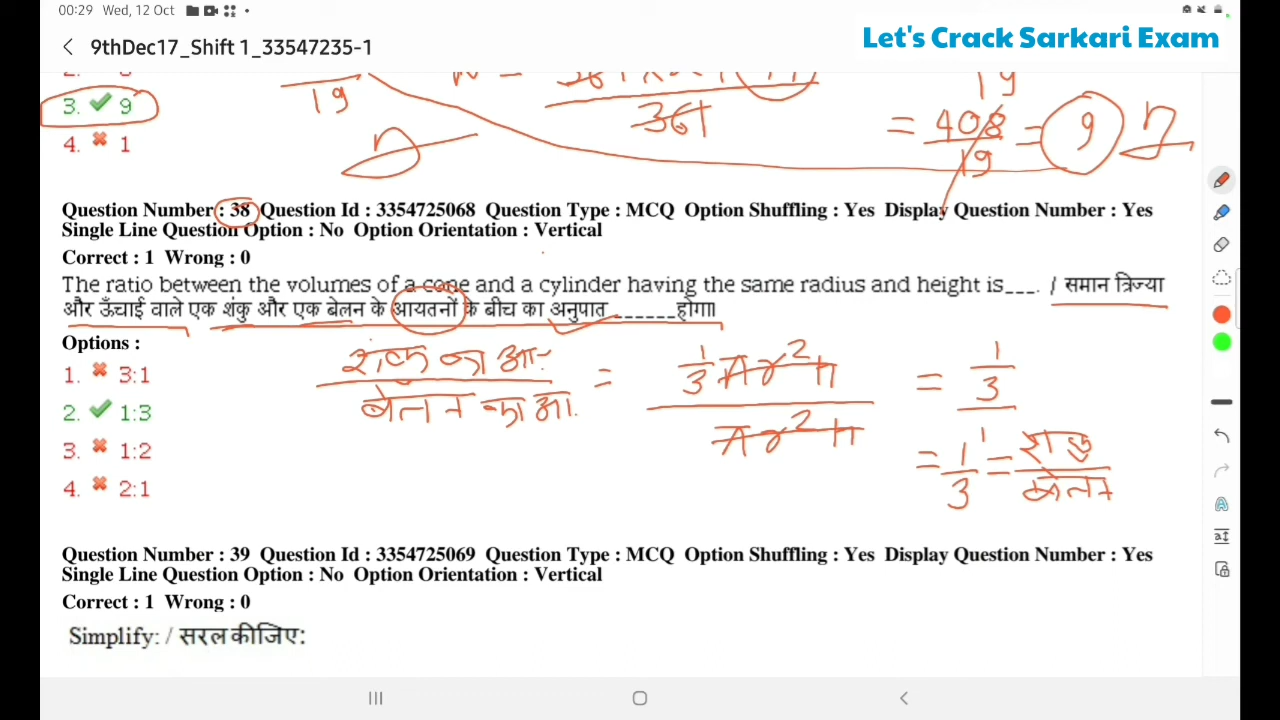 00:29 Wed, 12 Oct
Let's Crack Sarkari Exam
9thDec17_Shift 1_33547235-1
19
361
19
3. 9
= 408 = 9
19
4. 1
Question Number : 38 Question Id : 3354725068 Question Type : MCQ Option Shuffling : Yes Display Question Number : Yes
Single Line Question Option : No Option Orientation : Vertical
Correct : 1 Wrong : 0
The ratio between the volumes of a cone and a cylinder having the same radius and height is___. / समान त्रिज्या
और ऊँचाई वाले एक शंकु और एक बेलन के आयतनों के बीच का अनुपात ______होगा॥
Options :
1. 3:1
2. 1:3
3. 1:2
4. 2:1
शंकु का आ.
बेलन का आ.
= 1/3 πr²h
πr²h
= 1/3
= 1/3 = शंकु
बेलन
Question Number : 39 Question Id : 3354725069 Question Type : MCQ Option Shuffling : Yes Display Question Number : Yes
Single Line Question Option : No Option Orientation : Vertical
Correct : 1 Wrong : 0
Simplify: / सरल कीजिए: